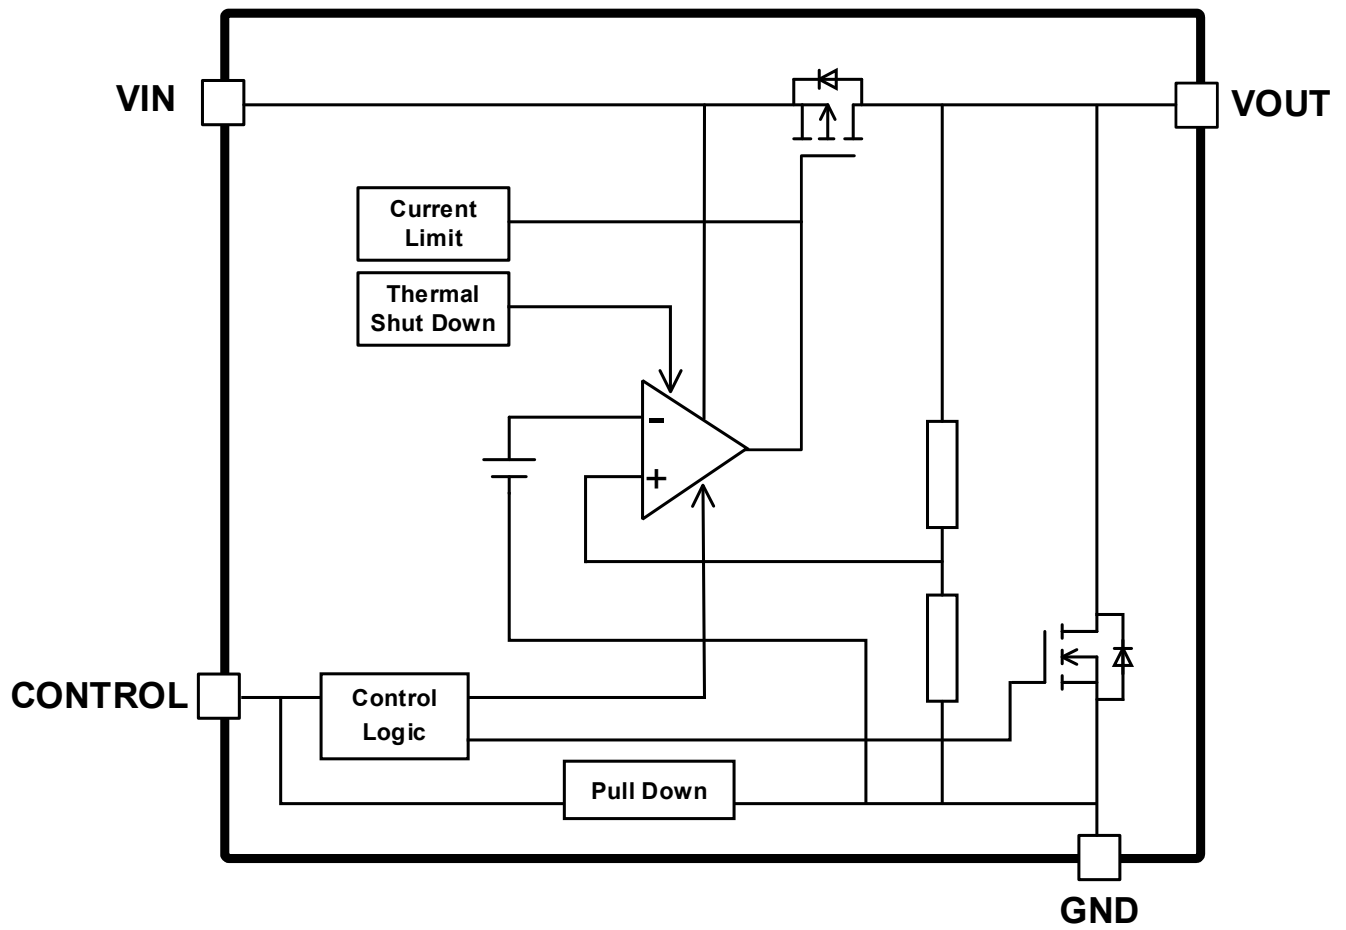 VIN
VOUT
Current
Limit
Thermal
Shut Down
-
+
CONTROL
Control
Logic
Pull Down
GND